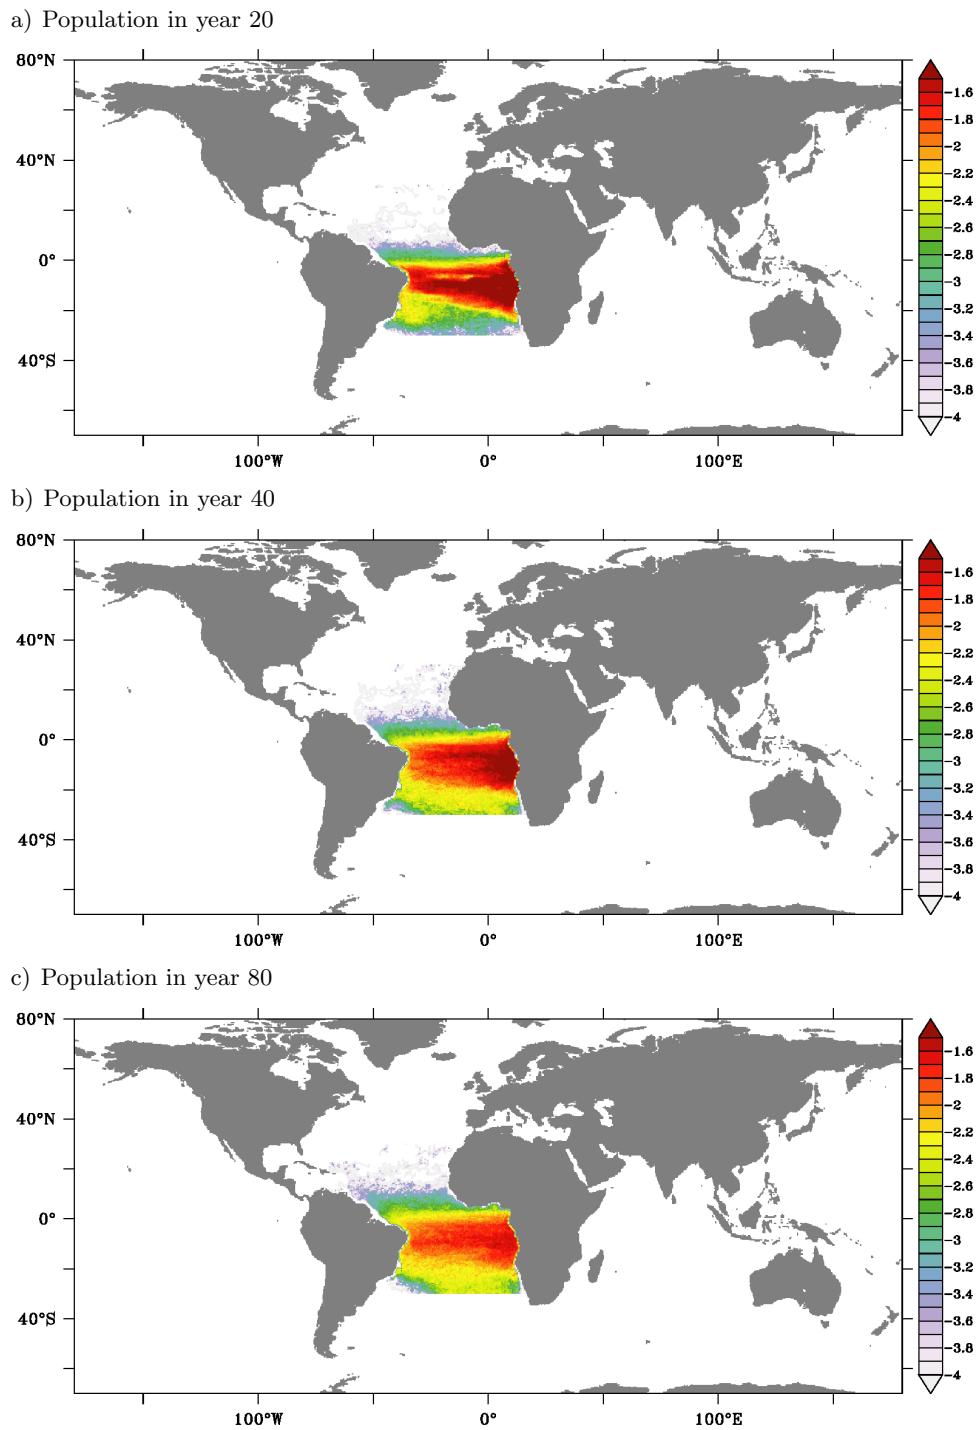 a) Population in year 20
80°N
40°N
0°
40°S
100°W 0° 100°E
-1.6
-1.8
-2
-2.2
-2.4
-2.6
-2.8
-3
-3.2
-3.4
-3.6
-3.8
-4
b) Population in year 40
80°N
40°N
0°
40°S
100°W 0° 100°E
-1.6
-1.8
-2
-2.2
-2.4
-2.6
-2.8
-3
-3.2
-3.4
-3.6
-3.8
-4
c) Population in year 80
80°N
40°N
0°
40°S
100°W 0° 100°E
-1.6
-1.8
-2
-2.2
-2.4
-2.6
-2.8
-3
-3.2
-3.4
-3.6
-3.8
-4